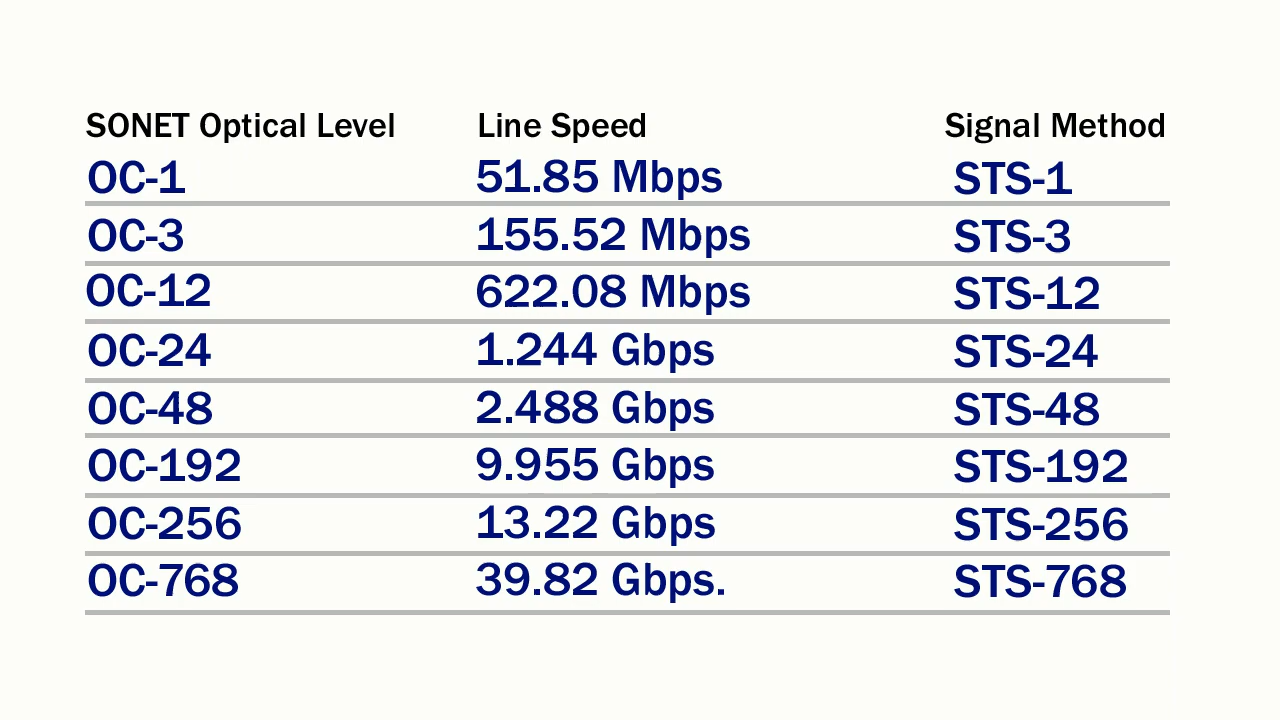 SONET Optical Level Line Speed Signal Method
OC-1 51.85 Mbps STS-1
OC-3 155.52 Mbps STS-3
OC-12 622.08 Mbps STS-12
OC-24 1.244 Gbps STS-24
OC-48 2.488 Gbps STS-48
OC-192 9.955 Gbps STS-192
OC-256 13.22 Gbps STS-256
OC-768 39.82 Gbps. STS-768